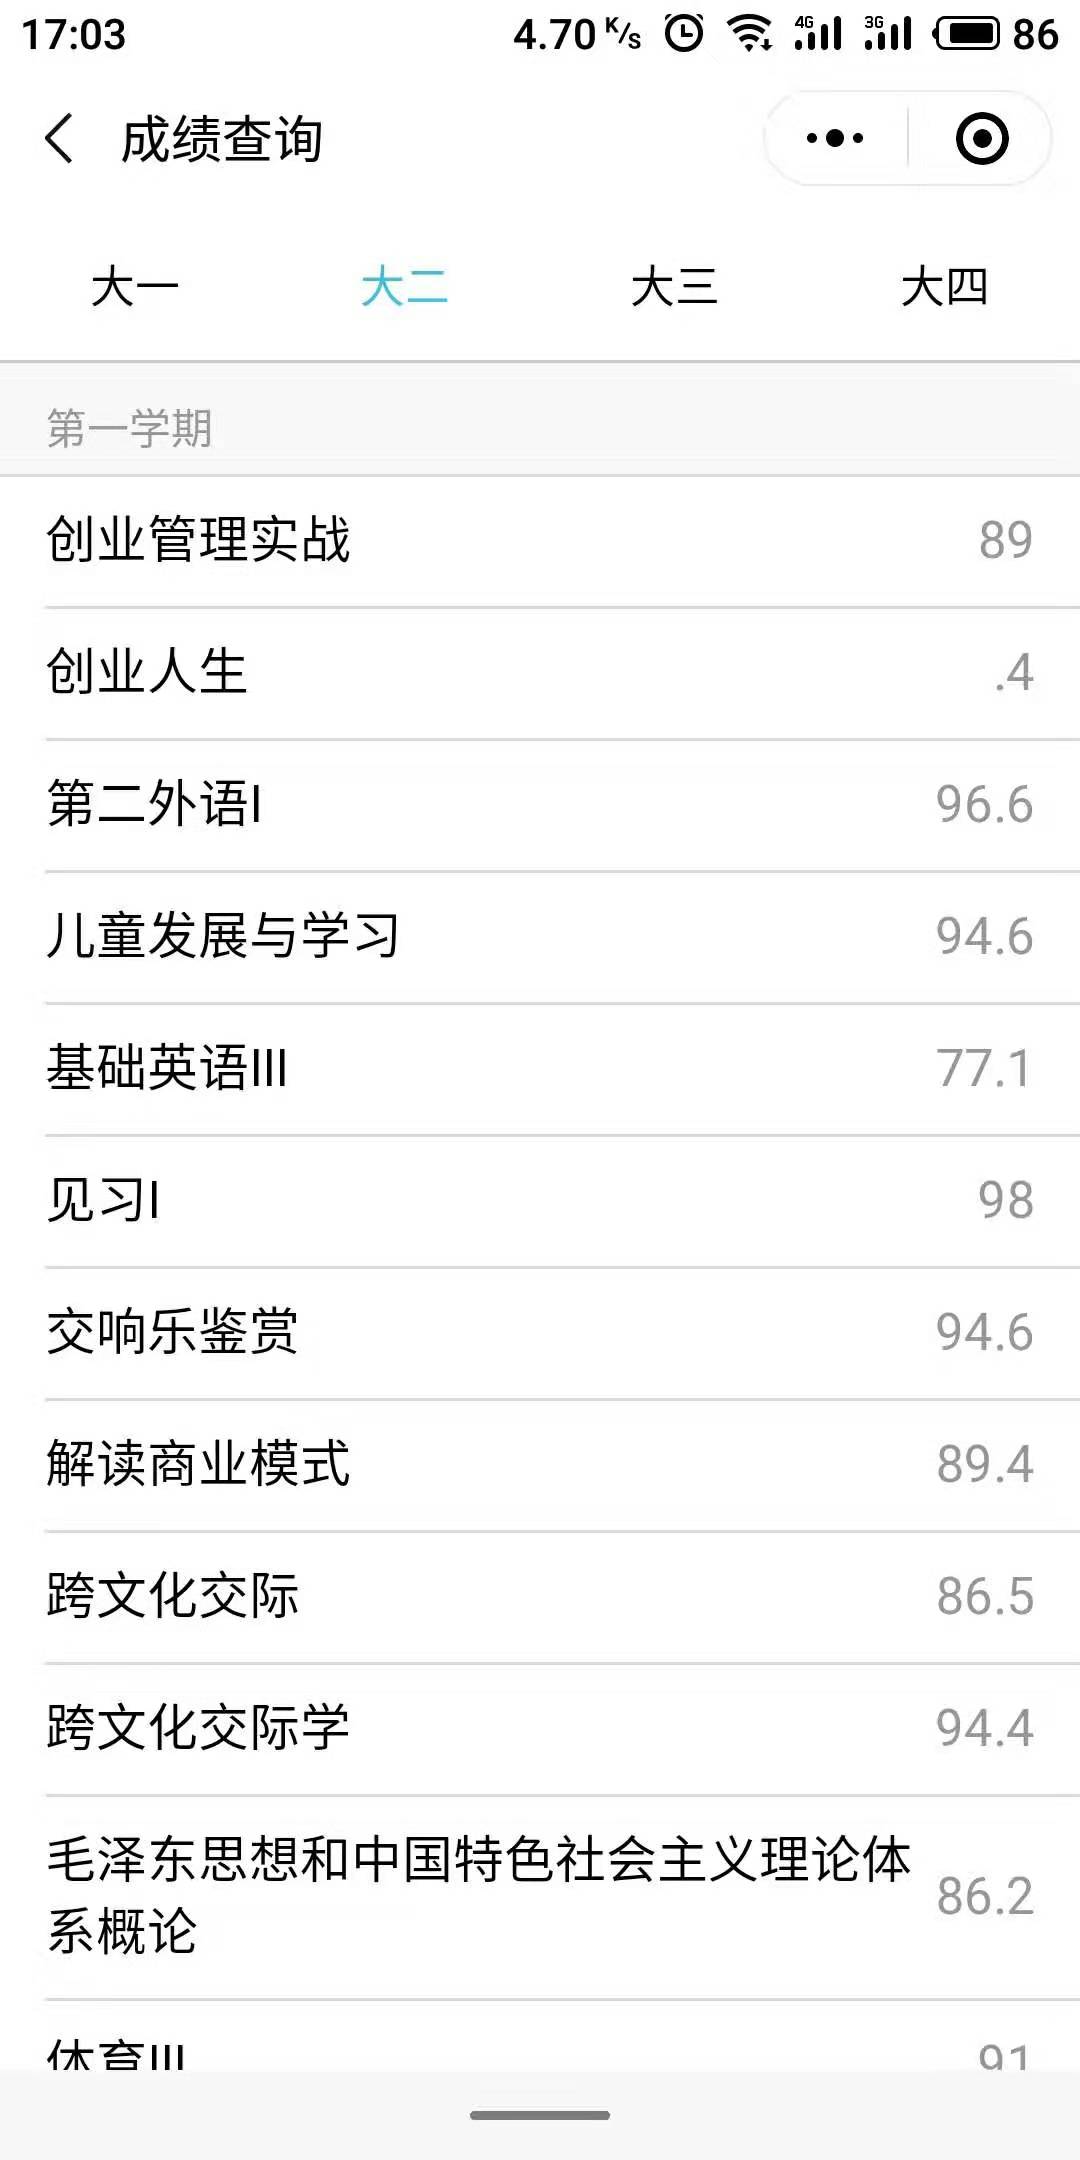 17:03 4.70 K/s 4G 3G 86
成绩查询
大一 大二 大三 大四
第一学期
创业管理实战 89
创业人生 .4
第二外语I 96.6
儿童发展与学习 94.6
基础英语III 77.1
见习I 98
交响乐鉴赏 94.6
解读商业模式 89.4
跨文化交际 86.5
跨文化交际学 94.4
毛泽东思想和中国特色社会主义理论体
系概论 86.2
体育III 91